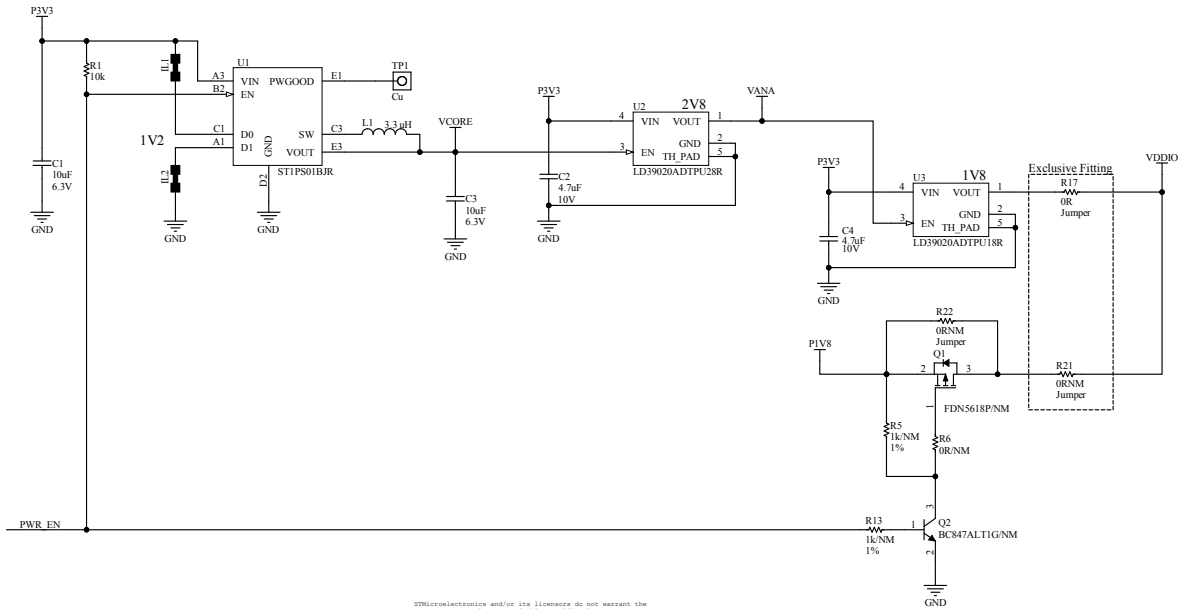 P3V3
R1
10k
IL1
U1
A3
VIN
PWGOOD
E1
TP1
Cu
B2
EN
1V2
C1
D0
SW
C3
L1
3.3 uH
A1
D1
GND
VOUT
E3
ST1PS01BJR
D2
IL2
C1
10uF
6.3V
GND
GND
GND
VCORE
C3
10uF
6.3V
GND
P3V3
U2
2V8
4
VIN
VOUT
1
GND
2
3
EN
TH_PAD
5
LD39020ADTPU28R
C2
4.7uF
10V
GND
VANA
P3V3
U3
1V8
4
VIN
VOUT
1
GND
2
3
EN
TH_PAD
5
LD39020ADTPU18R
C4
4.7uF
10V
GND
Exclusive Fitting
R17
0R
Jumper
VDDIO
R22
0RNM
Jumper
P1V8
Q1
2
3
1
FDN5618P/NM
R21
0RNM
Jumper
R5
1k/NM
1%
R6
0R/NM
PWR_EN
R13
1k/NM
1%
1
3
Q2
BC847ALT1G/NM
2
GND
STMicroelectronics and/or its licensors do not warrant the